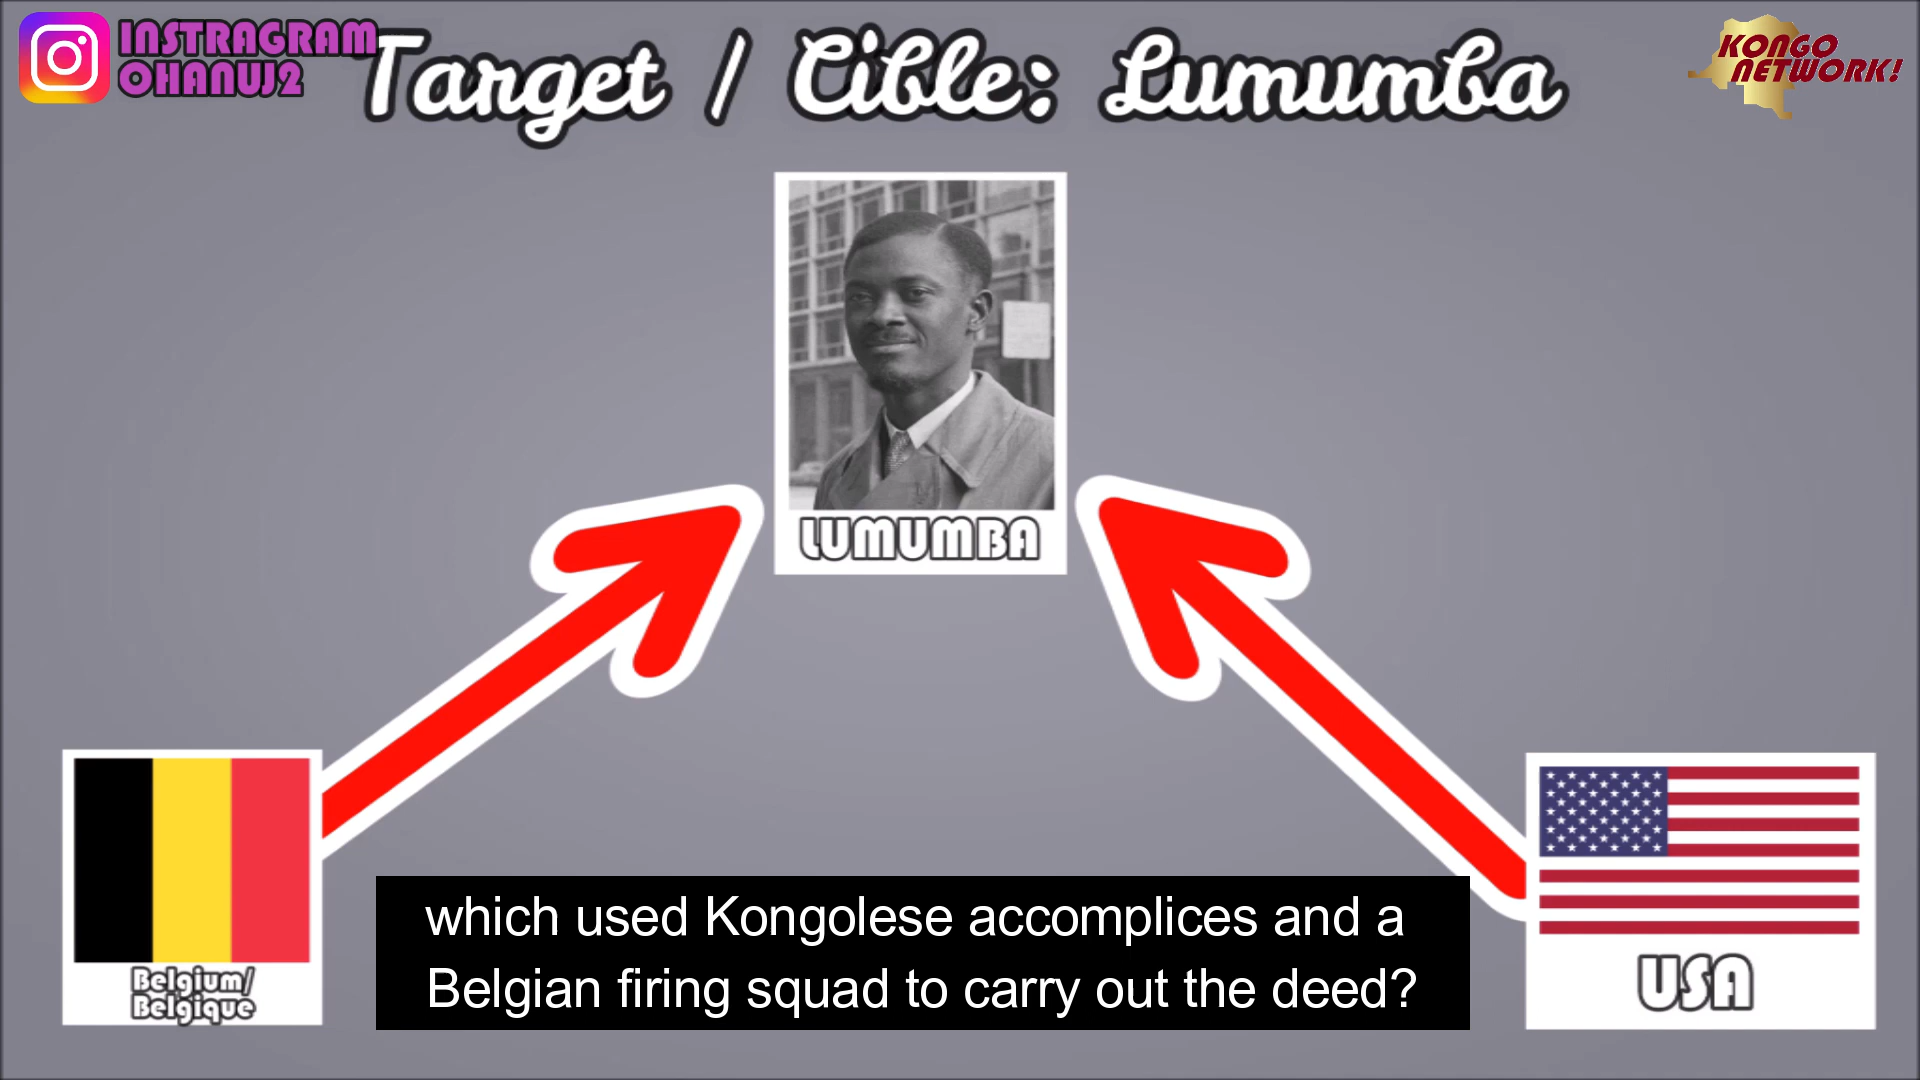 INSTRAGRAM
OHANUJ2
Target / Cible: Lumumba
KONGO
NETWORK!
LUMUMBA
Belgium/
Belgique
USA
which used Kongolese accomplices and a
Belgian firing squad to carry out the deed?